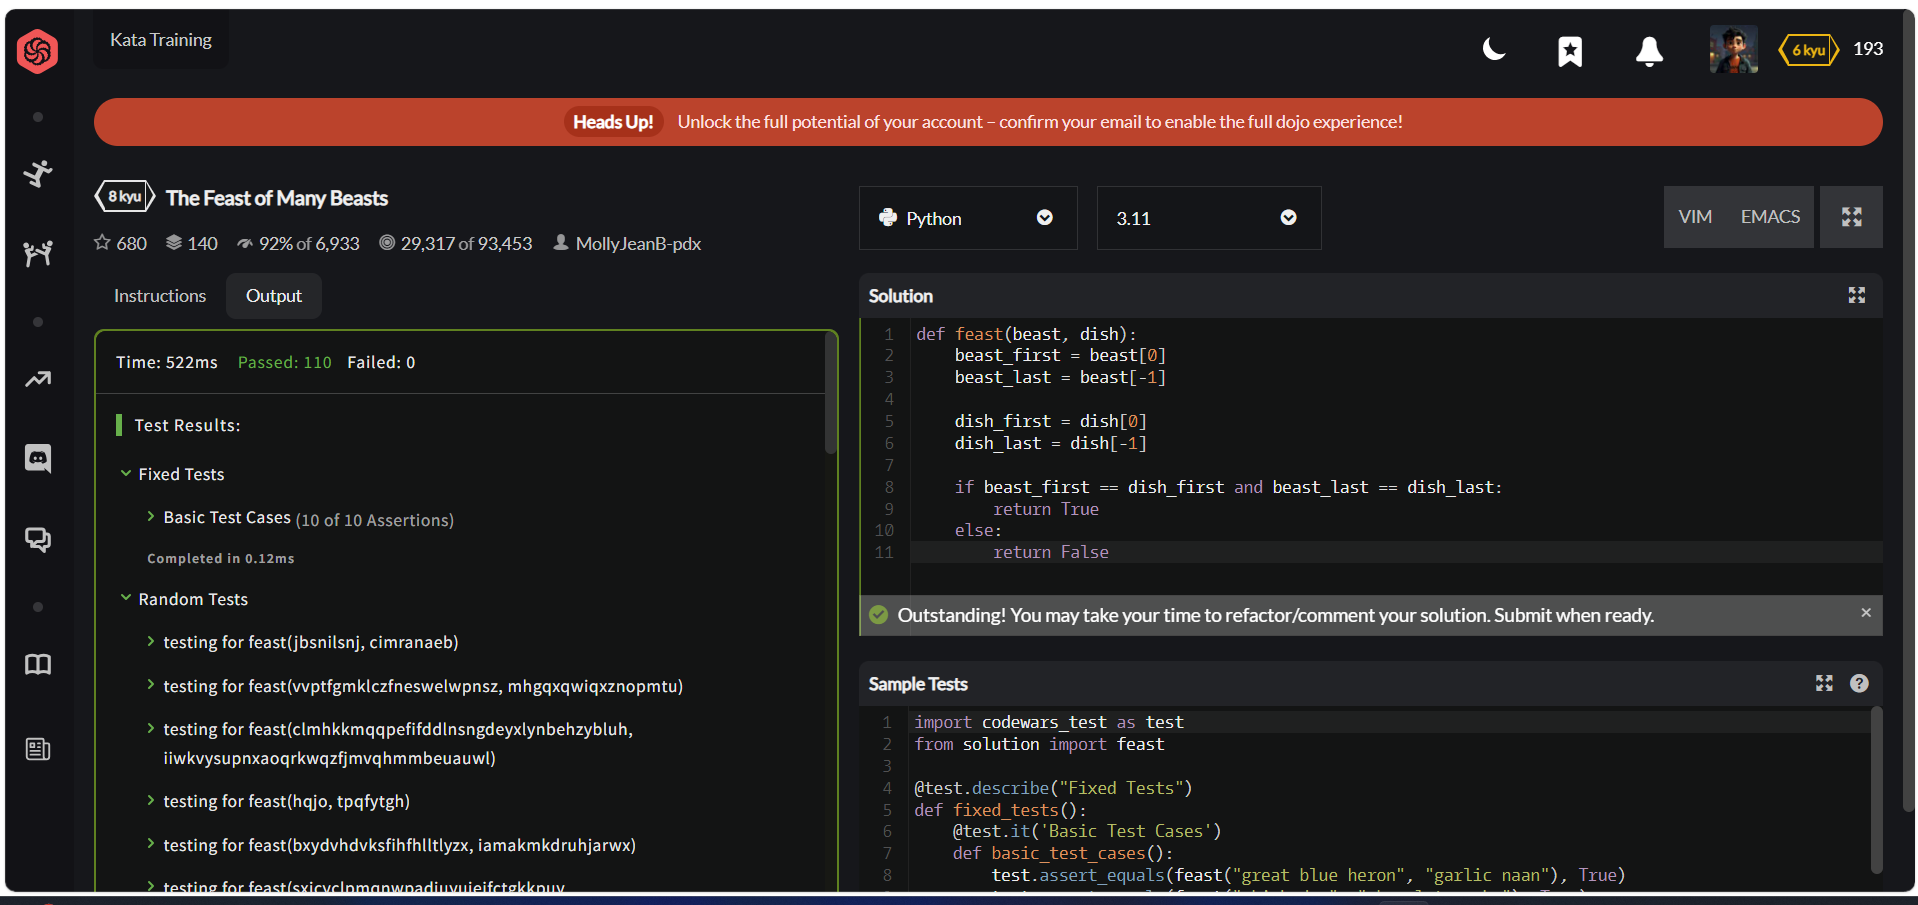 Kata Training
6 kyu
193
Heads Up! Unlock the full potential of your account – confirm your email to enable the full dojo experience!
8 kyu The Feast of Many Beasts
680 140 92% of 6,933 29,317 of 93,453 MollyJeanB-pdx
Instructions
Output
Time: 522ms Passed: 110 Failed: 0
Test Results:
Fixed Tests
Basic Test Cases (10 of 10 Assertions)
Completed in 0.12ms
Random Tests
testing for feast(jbsnilsnj, cimranaeb)
testing for feast(vvptfgmklczfneswelwpnsz, mhgqxqwiqxznopmtu)
testing for feast(clmhkkmqqpefifddlnsngdeyxlynbehzybluh,
iiwkvysupnxaoqrkwqzfjmvqhmmbeuauwl)
testing for feast(hqjo, tpqfytgh)
testing for feast(bxydvhdvksfihfhlltlyzx, iamakmkdruhjarwx)
Python
3.11
VIM EMACS
Solution
1 def feast(beast, dish):
2     beast_first = beast[0]
3     beast_last = beast[-1]
4
5     dish_first = dish[0]
6     dish_last = dish[-1]
7
8     if beast_first == dish_first and beast_last == dish_last:
9         return True
10     else:
11         return False
Outstanding! You may take your time to refactor/comment your solution. Submit when ready.
Sample Tests
1 import codewars_test as test
2 from solution import feast
3
4 @test.describe("Fixed Tests")
5 def fixed_tests():
6     @test.it('Basic Test Cases')
7     def basic_test_cases():
8         test.assert_equals(feast("great blue heron", "garlic naan"), True)